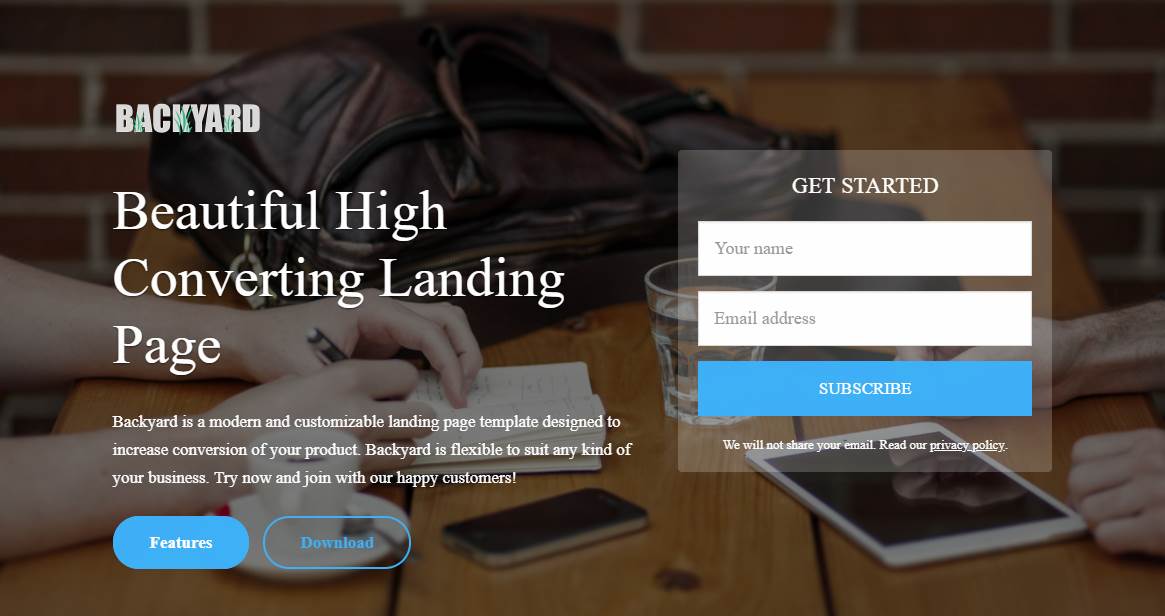 BACKYARD
Beautiful High
Converting Landing
Page
Backyard is a modern and customizable landing page template designed to
increase conversion of your product. Backyard is flexible to suit any kind of
your business. Try now and join with our happy customers!
Features
Download
GET STARTED
Your name
Email address
SUBSCRIBE
We will not share your email. Read our privacy policy.